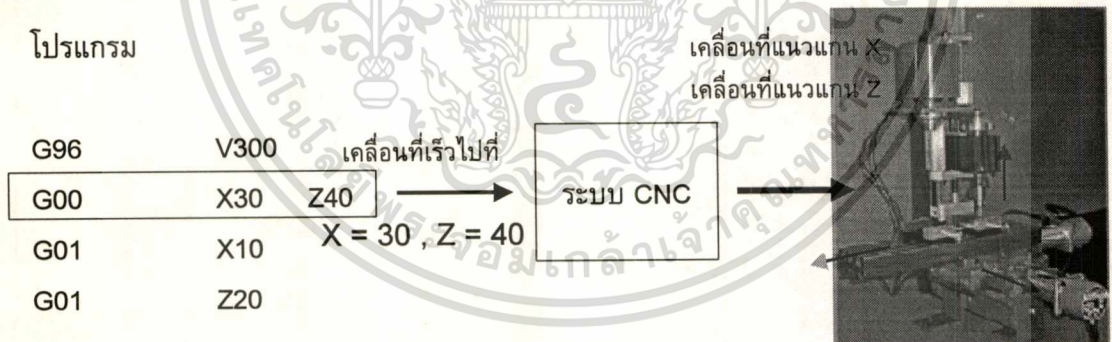 โปรแกรม
เคลื่อนที่แนวแกน X
เคลื่อนที่แนวแกน Z
G96 V300
เคลื่อนที่เร็วไปที่
G00 X30 Z40
ระบบ CNC
X = 30 , Z = 40
G01 X10
G01 Z20